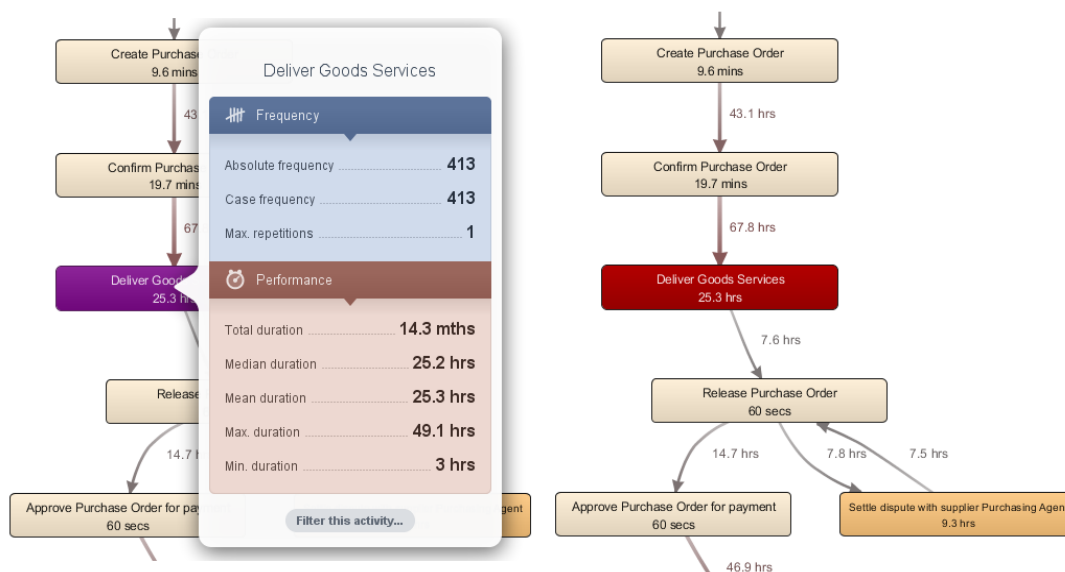 Create Purchase
9.6 mins
43
Confirm Purchas
19.7 mins
67
Deliver Good
25.3 hrs
Release
14.7 h
Approve Purchase Order for payment
60 secs
Agent
Deliver Goods Services
Frequency
Absolute frequency 413
Case frequency 413
Max. repetitions 1
Performance
Total duration 14.3 mths
Median duration 25.2 hrs
Mean duration 25.3 hrs
Max. duration 49.1 hrs
Min. duration 3 hrs
Filter this activity...
Create Purchase Order
9.6 mins
43.1 hrs
Confirm Purchase Order
19.7 mins
67.8 hrs
Deliver Goods Services
25.3 hrs
7.6 hrs
Release Purchase Order
60 secs
14.7 hrs
7.8 hrs
7.5 hrs
Approve Purchase Order for payment
60 secs
Settle dispute with supplier Purchasing Agen
9.3 hrs
46.9 hrs